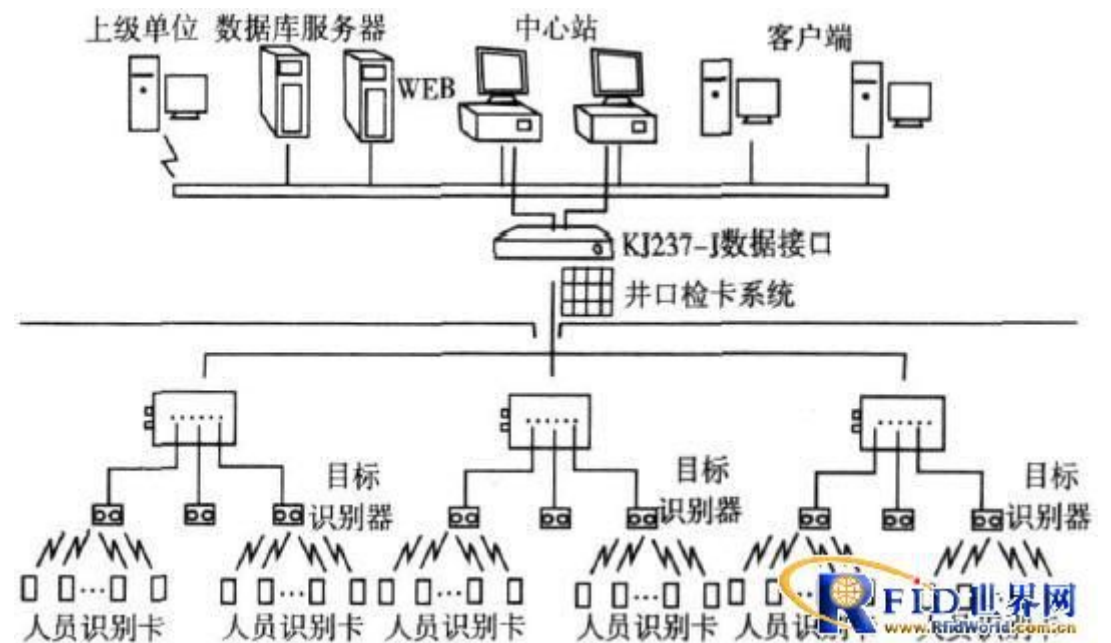 上级单位 数据库服务器 中心站 客户端
WEB
KJ237-J数据接口
井口检卡系统
目标
识别器
目标
识别器
目标
识别器
人员识别卡 人员识别卡 人员识别卡 人员识别卡 人员识别卡
RFID世界网
www.RfidWorld.com.cn